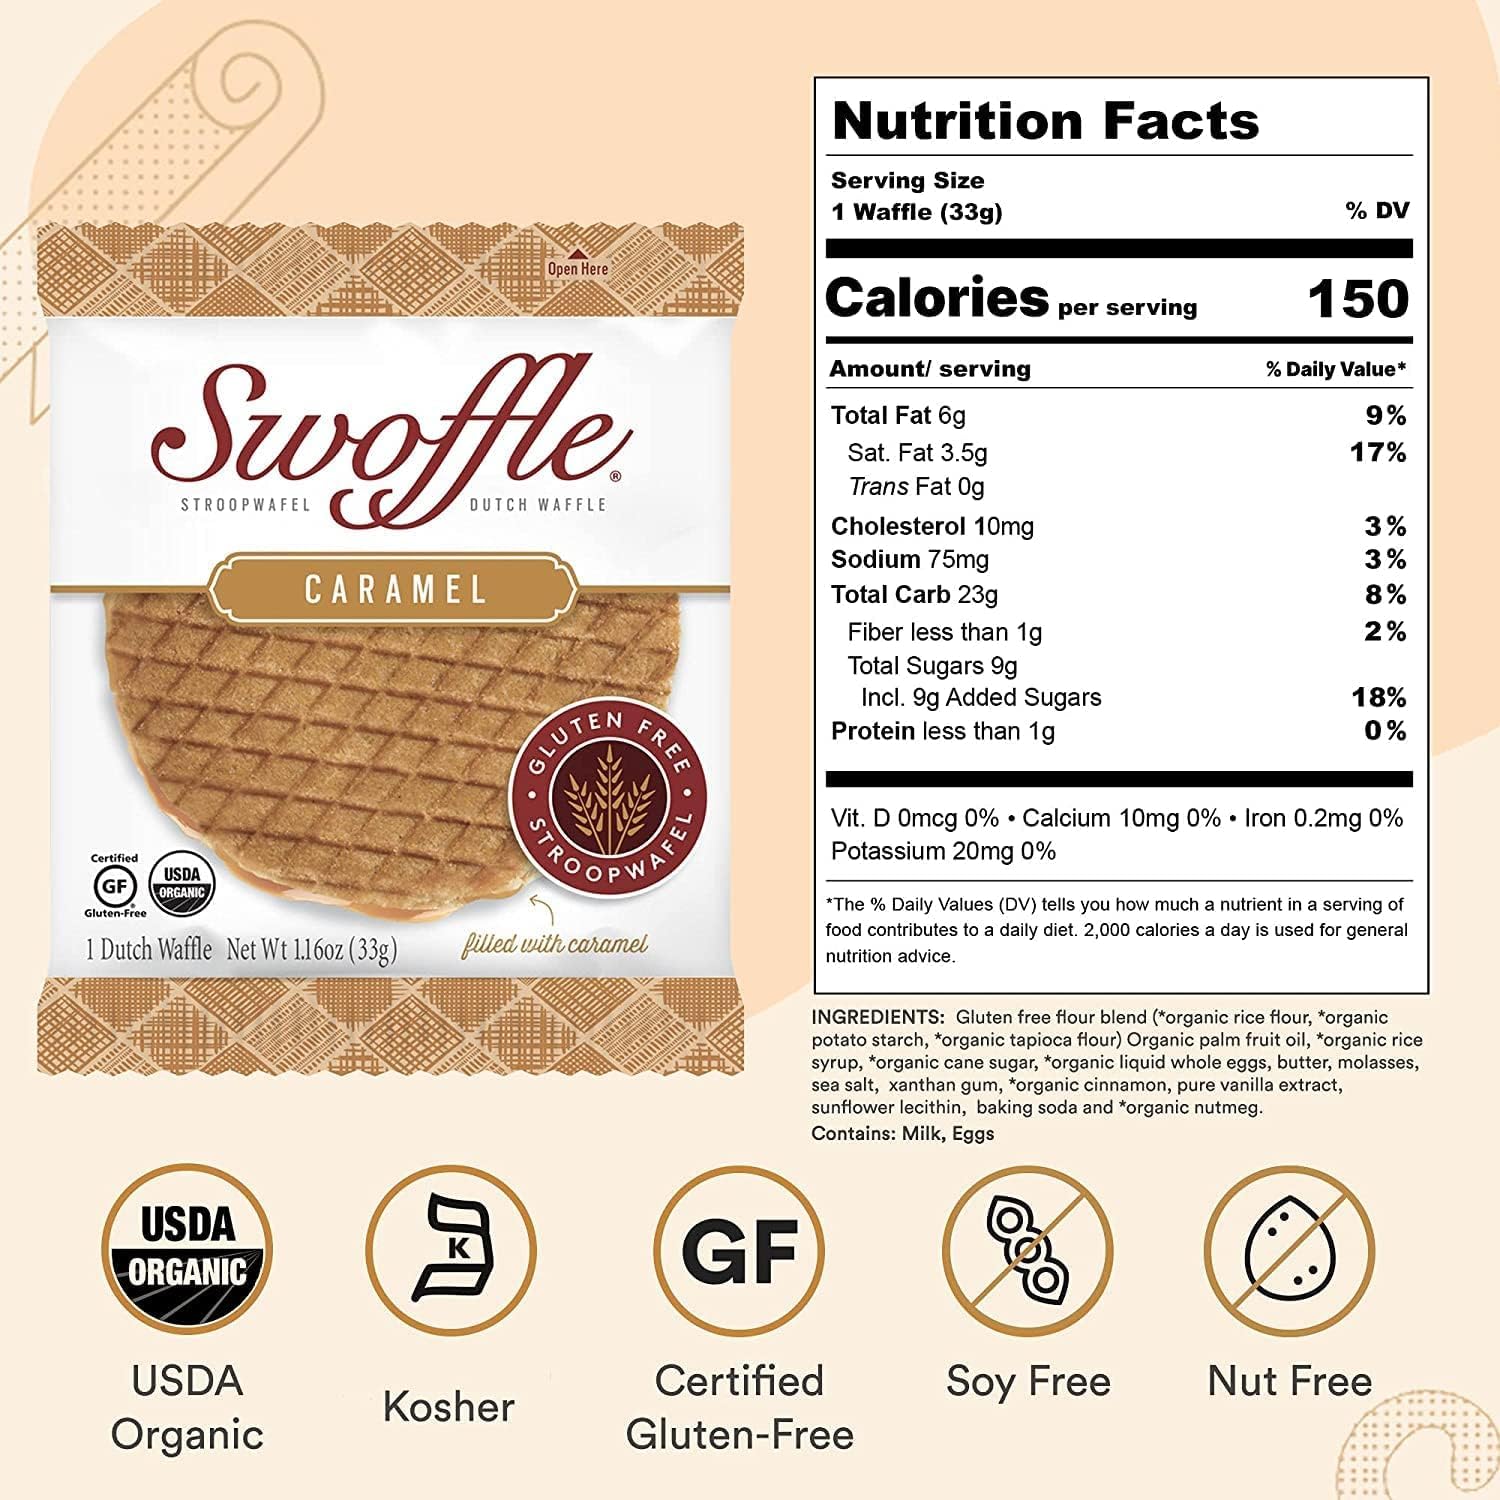 Open Here
Swoffle®
STROOPWAFEL DUTCH WAFFLE
CARAMEL
GLUTEN FREE
• STROOPWAFEL •
Certified
GF
Gluten-Free
USDA
ORGANIC
1 Dutch Waffle Net Wt 1.16oz (33g)
filled with caramel
Nutrition Facts
Serving Size
1 Waffle (33g) % DV
Calories per serving 150
Amount/ serving % Daily Value*
Total Fat 6g 9%
Sat. Fat 3.5g 17%
Trans Fat 0g
Cholesterol 10mg 3%
Sodium 75mg 3%
Total Carb 23g 8%
Fiber less than 1g 2%
Total Sugars 9g
Incl. 9g Added Sugars 18%
Protein less than 1g 0%
Vit. D 0mcg 0% • Calcium 10mg 0% • Iron 0.2mg 0%
Potassium 20mg 0%
*The % Daily Values (DV) tells you how much a nutrient in a serving of
food contributes to a daily diet. 2,000 calories a day is used for general
nutrition advice.
INGREDIENTS: Gluten free flour blend (*organic rice flour, *organic
potato starch, *organic tapioca flour) Organic palm fruit oil, *organic rice
syrup, *organic cane sugar, *organic liquid whole eggs, butter, molasses,
sea salt, xanthan gum, *organic cinnamon, pure vanilla extract,
sunflower lecithin, baking soda and *organic nutmeg.
Contains: Milk, Eggs
USDA
ORGANIC
K
GF
USDA
Organic
Kosher
Certified
Gluten-Free
Soy Free
Nut Free